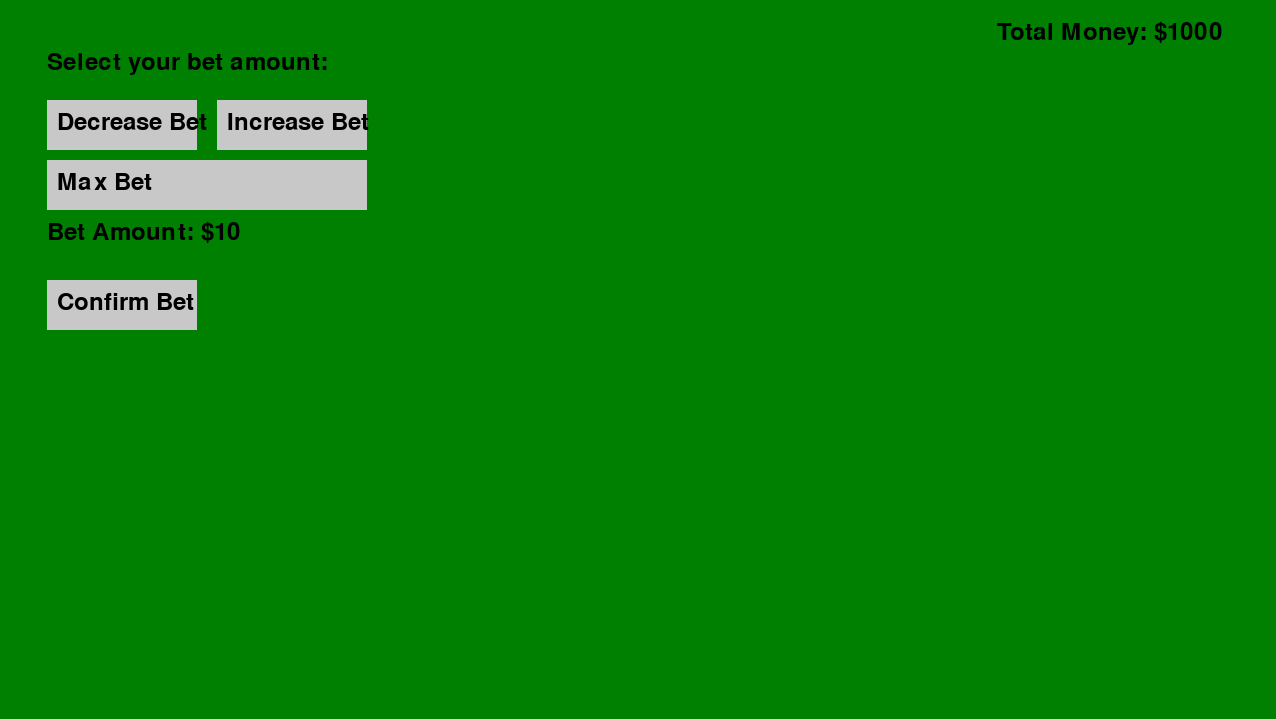 Total Money: $1000
Select your bet amount:
Decrease Bet Increase Bet
Max Bet
Bet Amount: $10
Confirm Bet